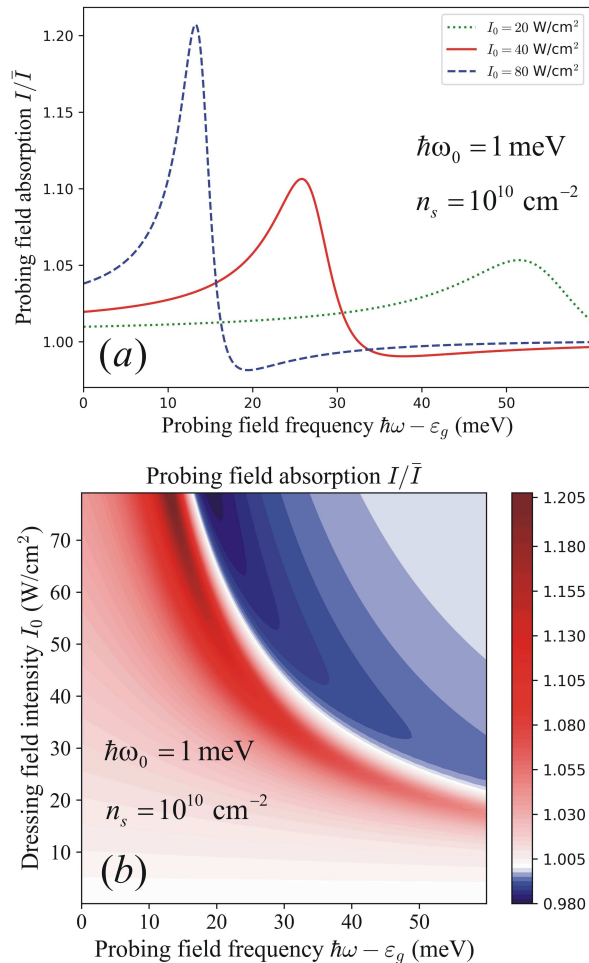 I₀ = 20 W/cm²
I₀ = 40 W/cm²
I₀ = 80 W/cm²
1.20
1.15
1.10
1.05
1.00
Probing field absorption I/Ī
ħω₀ = 1 meV
nₛ = 10¹⁰ cm⁻²
(a)
0 10 20 30 40 50
Probing field frequency ħω − ε_g (meV)
Probing field absorption I/Ī
70
60
50
40
30
20
10
Dressing field intensity I₀ (W/cm²)
ħω₀ = 1 meV
nₛ = 10¹⁰ cm⁻²
(b)
0 10 20 30 40 50
Probing field frequency ħω − ε_g (meV)
1.205
1.180
1.155
1.130
1.105
1.080
1.055
1.030
1.005
0.980